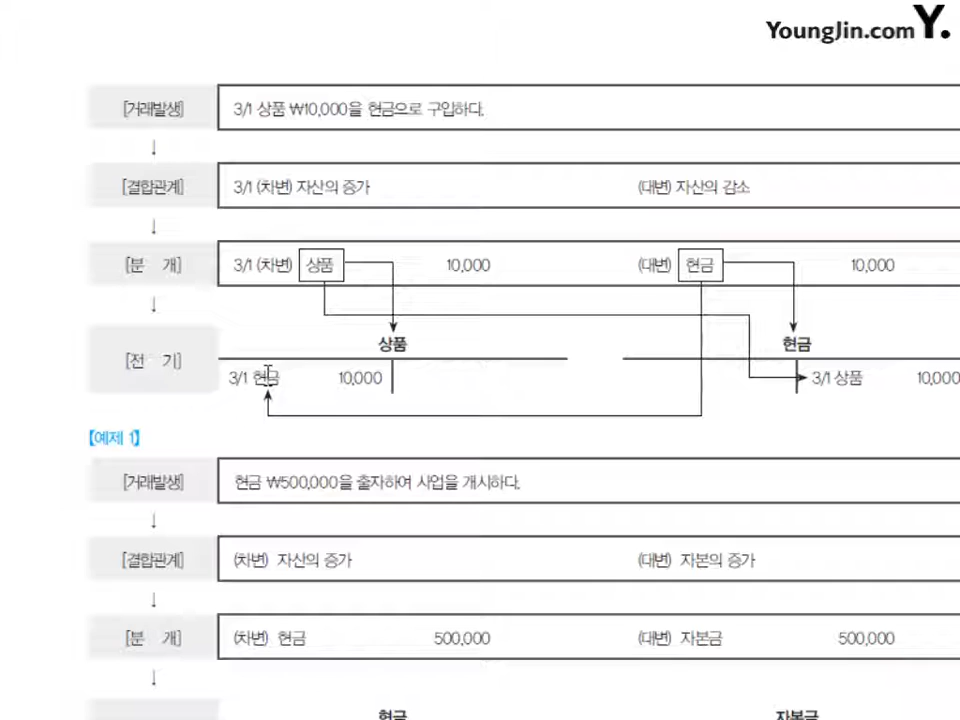 YoungJin.com Y.
[거래발생] 3/1 상품 ₩10,000을 현금으로 구입하다.
↓
[결합관계] 3/1 (차변) 자산의 증가 (대변) 자산의 감소
↓
[분 개] 3/1 (차변) 상품 10,000 (대변) 현금 10,000
↓
상품 현금
[전 기]
3/1 현금 10,000 3/1 상품 10,000
【예제 1】
[거래발생] 현금 ₩500,000을 출자하여 사업을 개시하다.
↓
[결합관계] (차변) 자산의 증가 (대변) 자본의 증가
↓
[분 개] (차변) 현금 500,000 (대변) 자본금 500,000
↓
현금 자본금